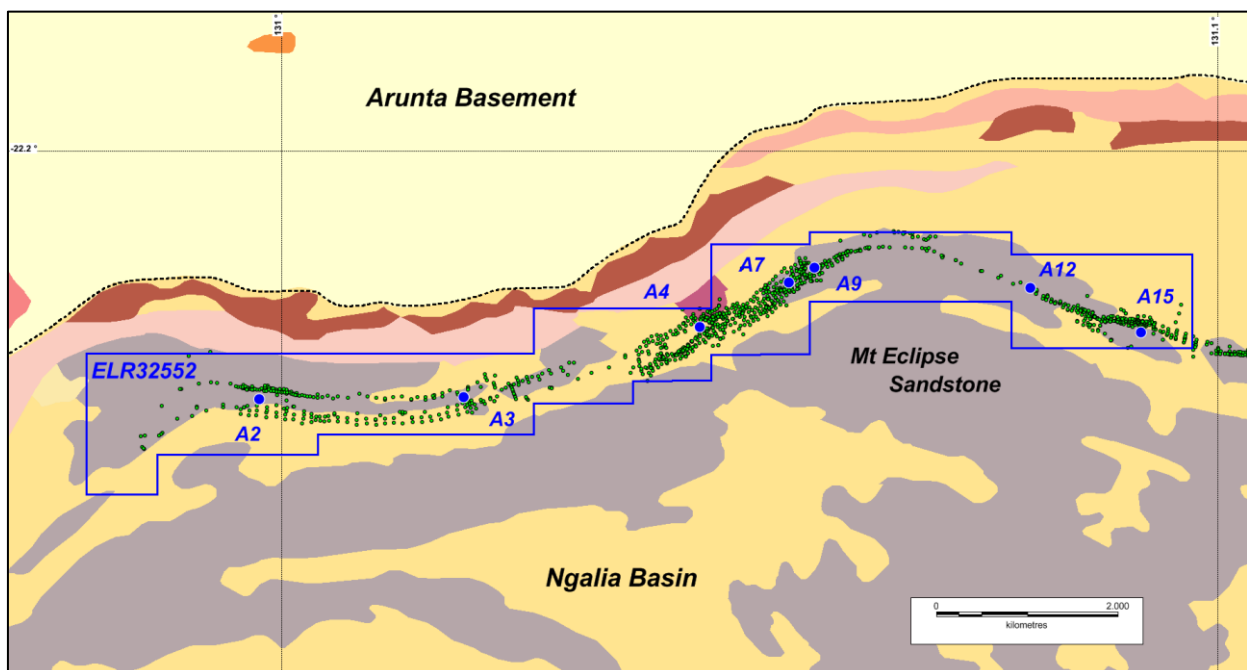 131 °
131.1 °
Arunta Basement
-22.2 °
A7
A12
A4
A9
A15
Mt Eclipse
Sandstone
ELR32552
A2
A3
Ngalia Basin
0
2.000
kilometres